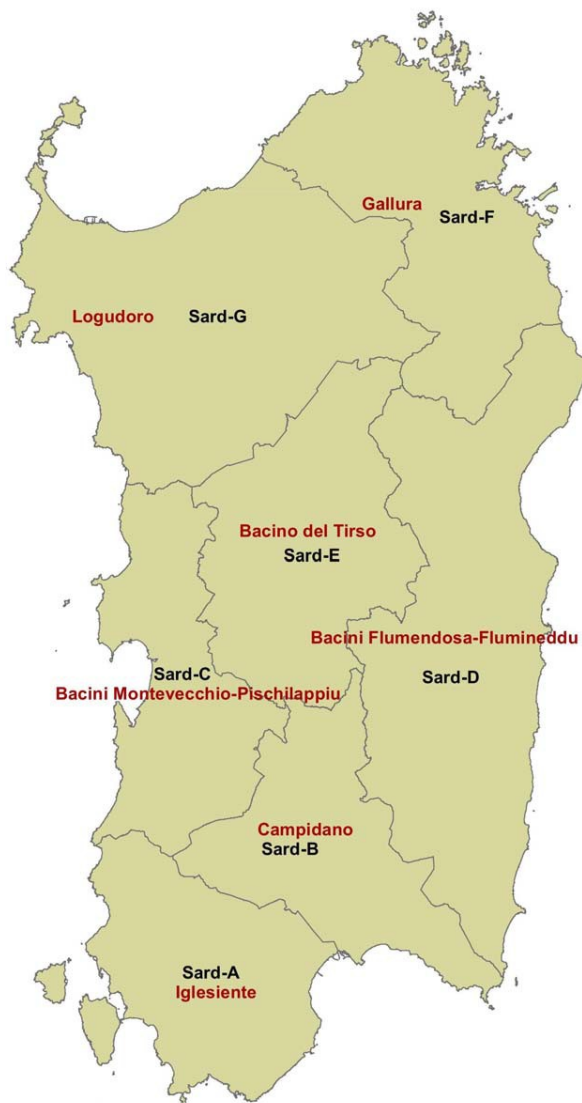 Gallura
Sard-F
Logudoro
Sard-G
Bacino del Tirso
Sard-E
Bacini Flumendosa-Flumineddu
Sard-D
Sard-C
Bacini Montevecchio-Pischilappiu
Campidano
Sard-B
Sard-A
Iglesiente